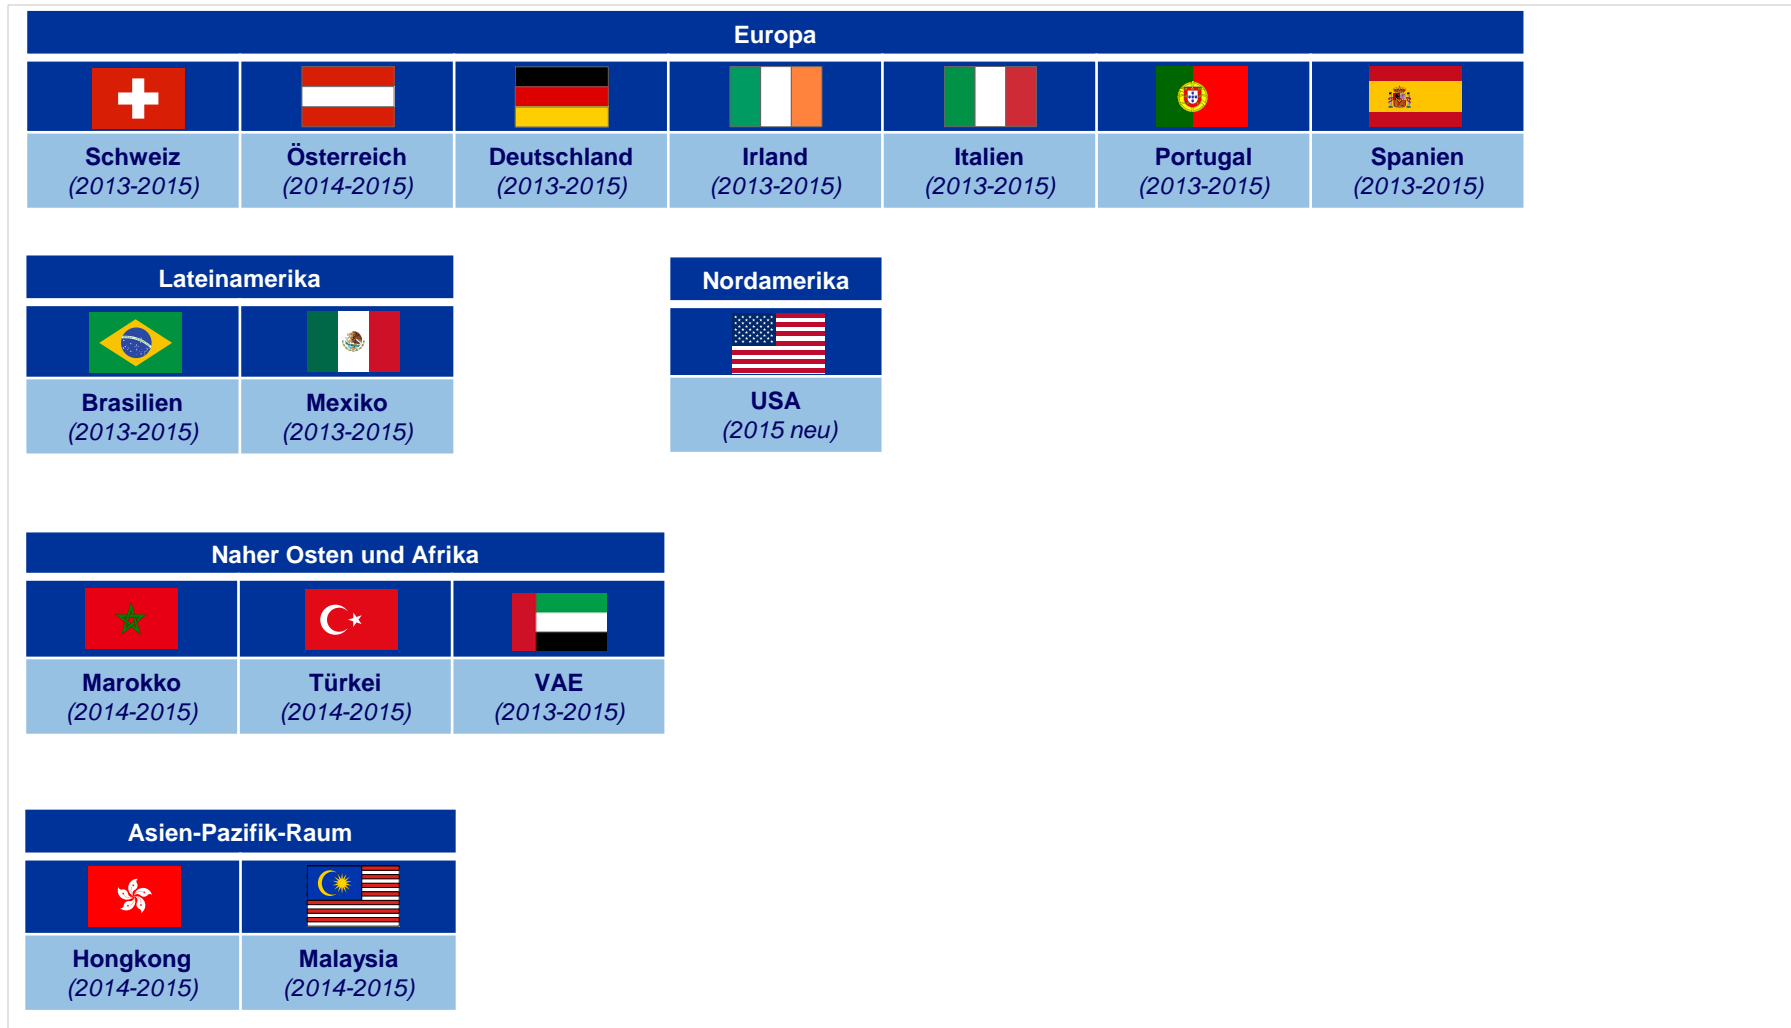 Europa
Schweiz
(2013-2015)
Österreich
(2014-2015)
Deutschland
(2013-2015)
Irland
(2013-2015)
Italien
(2013-2015)
Portugal
(2013-2015)
Spanien
(2013-2015)
Lateinamerika
Brasilien
(2013-2015)
Mexiko
(2013-2015)
Nordamerika
USA
(2015 neu)
Naher Osten und Afrika
Marokko
(2014-2015)
Türkei
(2014-2015)
VAE
(2013-2015)
Asien-Pazifik-Raum
Hongkong
(2014-2015)
Malaysia
(2014-2015)